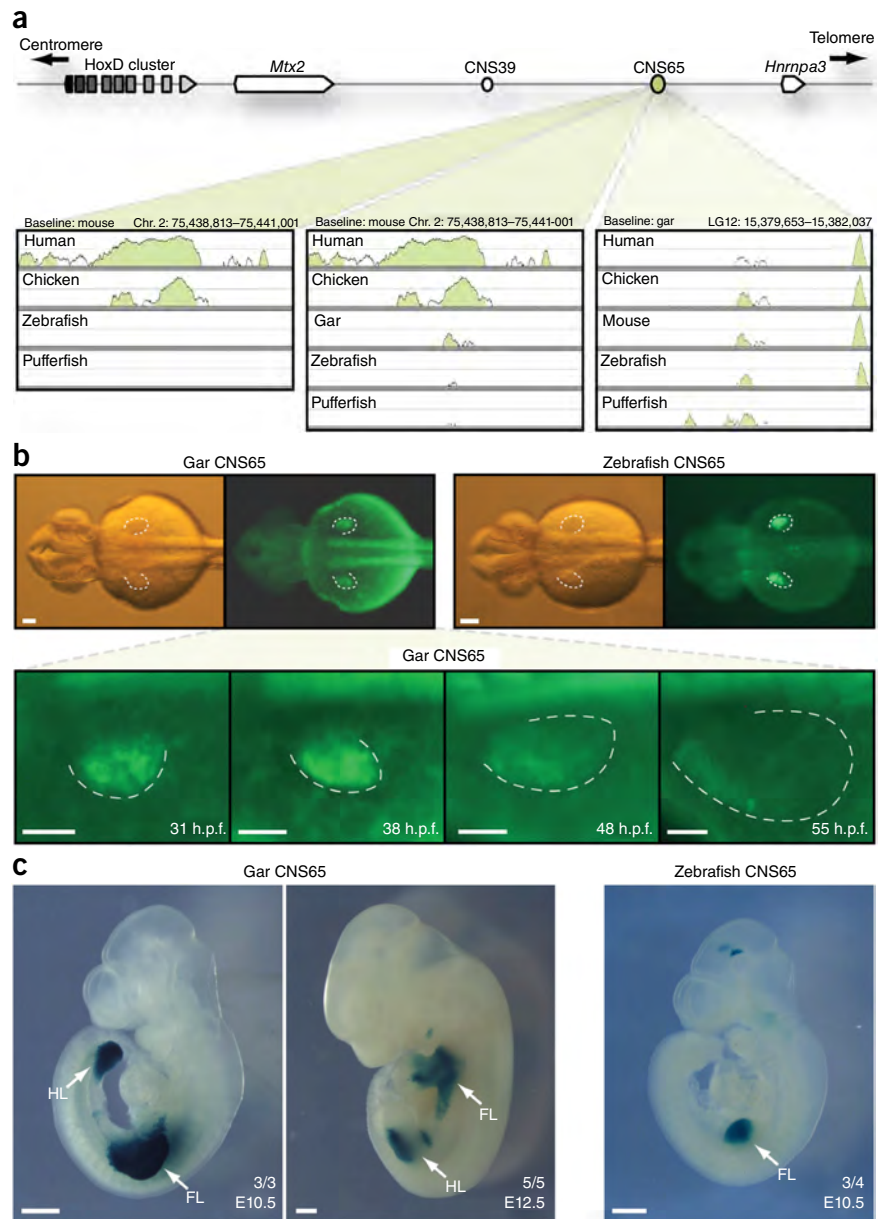 a
Centromere
Telomere
HoxD cluster
Mtx2
CNS39
CNS65
Hnrnpa3
Baseline: mouse Chr. 2: 75,438,813–75,441,001
Human
Chicken
Zebrafish
Pufferfish
Baseline: mouse Chr. 2: 75,438,813–75,441-001
Human
Chicken
Gar
Zebrafish
Pufferfish
Baseline: gar LG12: 15,379,653–15,382,037
Human
Chicken
Mouse
Zebrafish
Pufferfish
b
Gar CNS65
Zebrafish CNS65
Gar CNS65
31 h.p.f.
38 h.p.f.
48 h.p.f.
55 h.p.f.
c
Gar CNS65
Zebrafish CNS65
HL
FL
3/3
E10.5
FL
HL
5/5
E12.5
FL
3/4
E10.5